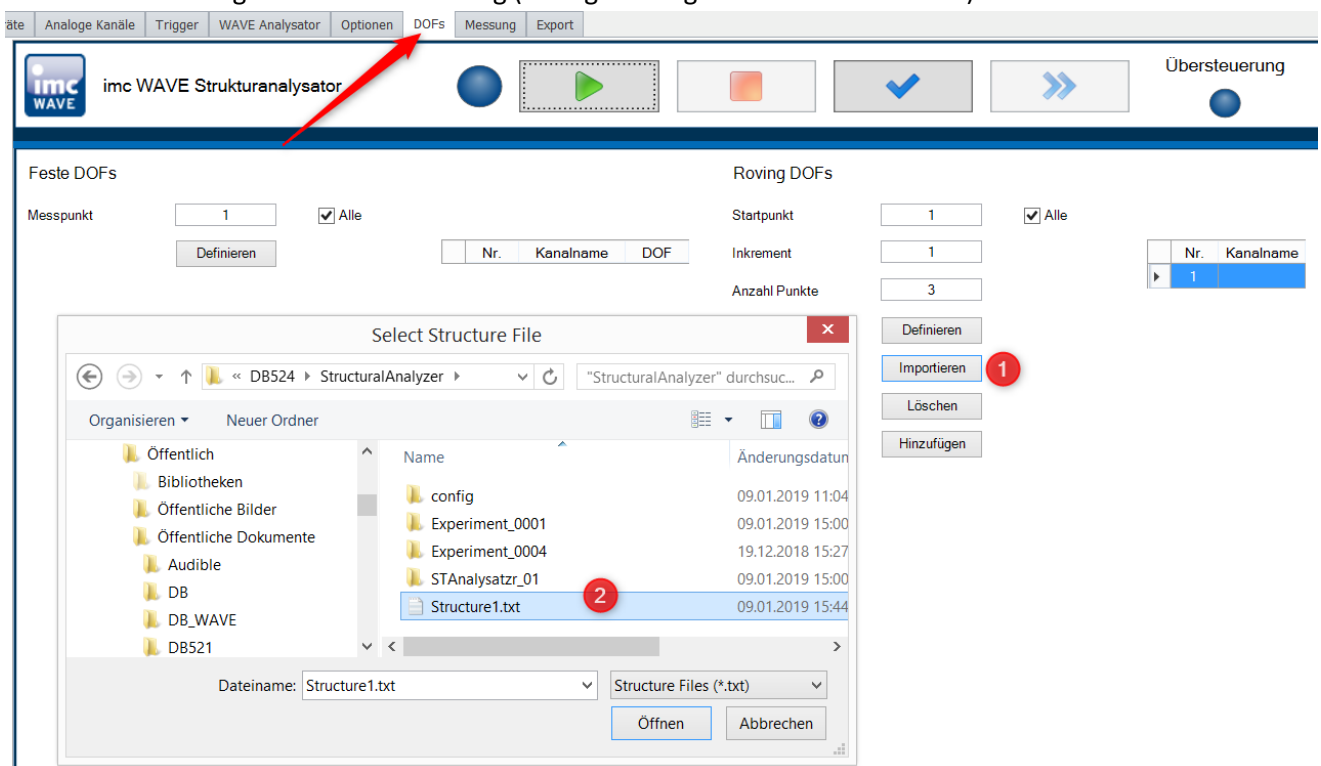 Trigger WAVE Analysator Optionen DOFs Messung Export
Analoge Kanäle
imc WAVE
imc WAVE Strukturanalysator
Übersteuerung
Feste DOFs
Roving DOFs
Messpunkt 1 Alle
Startpunkt 1 Alle
Definieren
Nr. Kanalname DOF
Inkrement 1
Nr. Kanalname
1
Anzahl Punkte 3
Select Structure File
Definieren
« DB524 StructuralAnalyzer "StructuralAnalyzer" durchsuc...
Importieren 1
Organisieren Neuer Ordner
Löschen
Hinzufügen
Öffentlich
Bibliotheken
Öffentliche Bilder
Öffentliche Dokumente
Audible
DB
DB_WAVE
DB521
Name Änderungsdatun
config 09.01.2019 11:04
Experiment_0001 09.01.2019 15:00
Experiment_0004 19.12.2018 15:27
STAnalysatzr_01 09.01.2019 15:00
Structure1.txt 2 09.01.2019 15:44
Dateiname: Structure1.txt Structure Files (*.txt)
Öffnen Abbrechen